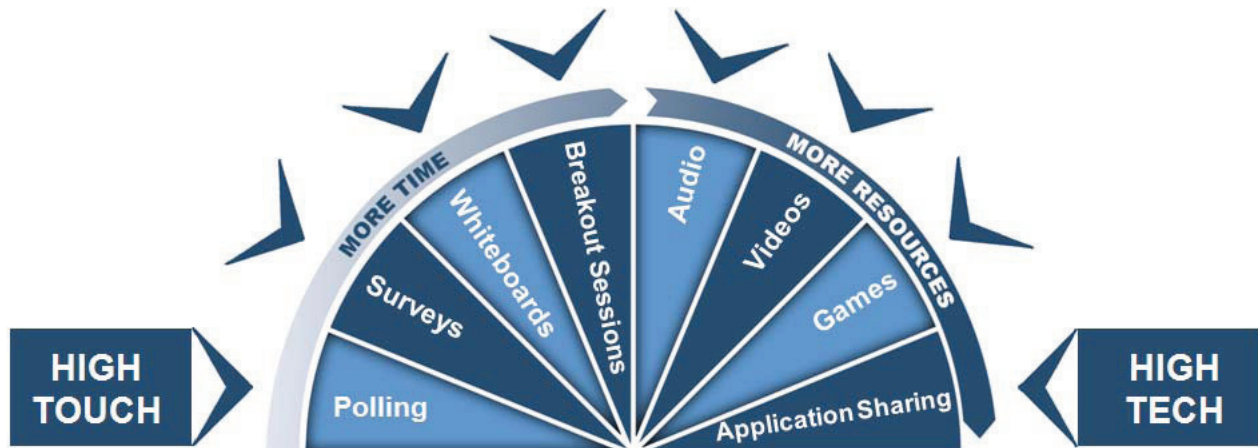 HIGH
TOUCH
MORE TIME
Polling
Surveys
Whiteboards
Breakout Sessions
Audio
Videos
Games
Application Sharing
MORE RESOURCES
HIGH
TECH